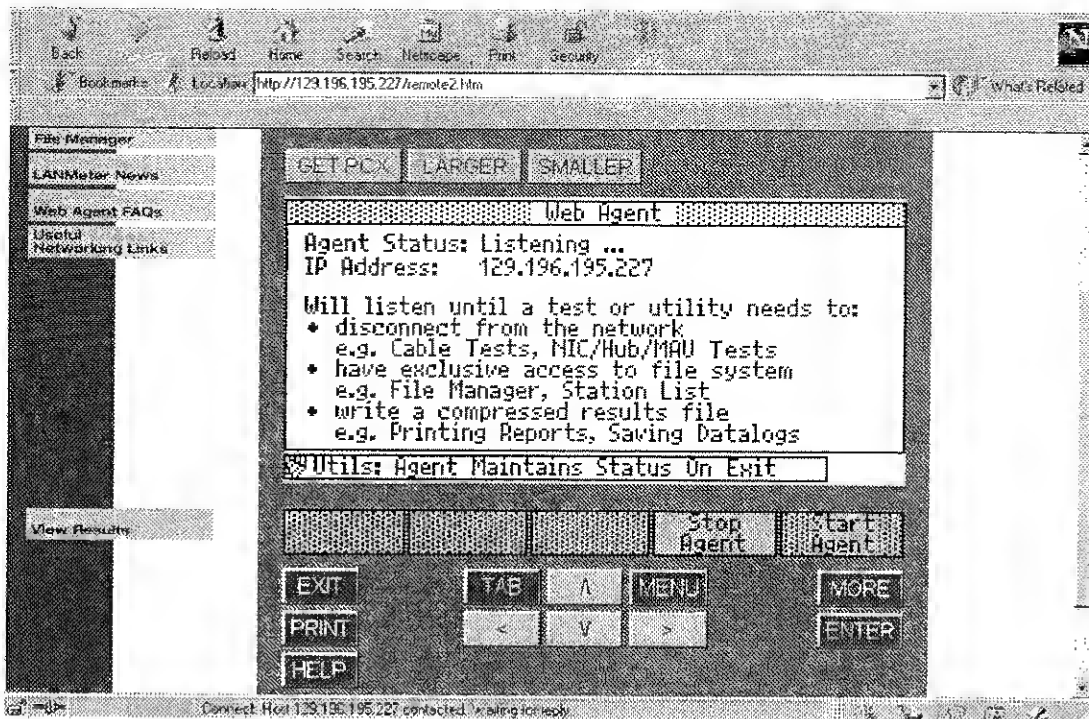 Back Reload Home Search Netscape Print Security
Bookmarks Location: http://129.196.195.227/remote2.htm What's Related
File Manager
LANMeter News
Web Agent FAQs
Useful
Networking Links
View Results
GET PCX LARGER SMALLER
Web Agent
Agent Status: Listening ...
IP Address: 129.196.195.227
Will listen until a test or utility needs to:
• disconnect from the network
e.g. Cable Tests, NIC/Hub/MAU Tests
• have exclusive access to file system
e.g. File Manager, Station List
• write a compressed results file
e.g. Printing Reports, Saving Datalogs
Utils: Agent Maintains Status On Exit
Stop Start
Agent Agent
EXIT TAB ∧ MENU MORE
PRINT < V > ENTER
HELP
Connect: Host 129.196.195.227 contacted. Waiting for reply